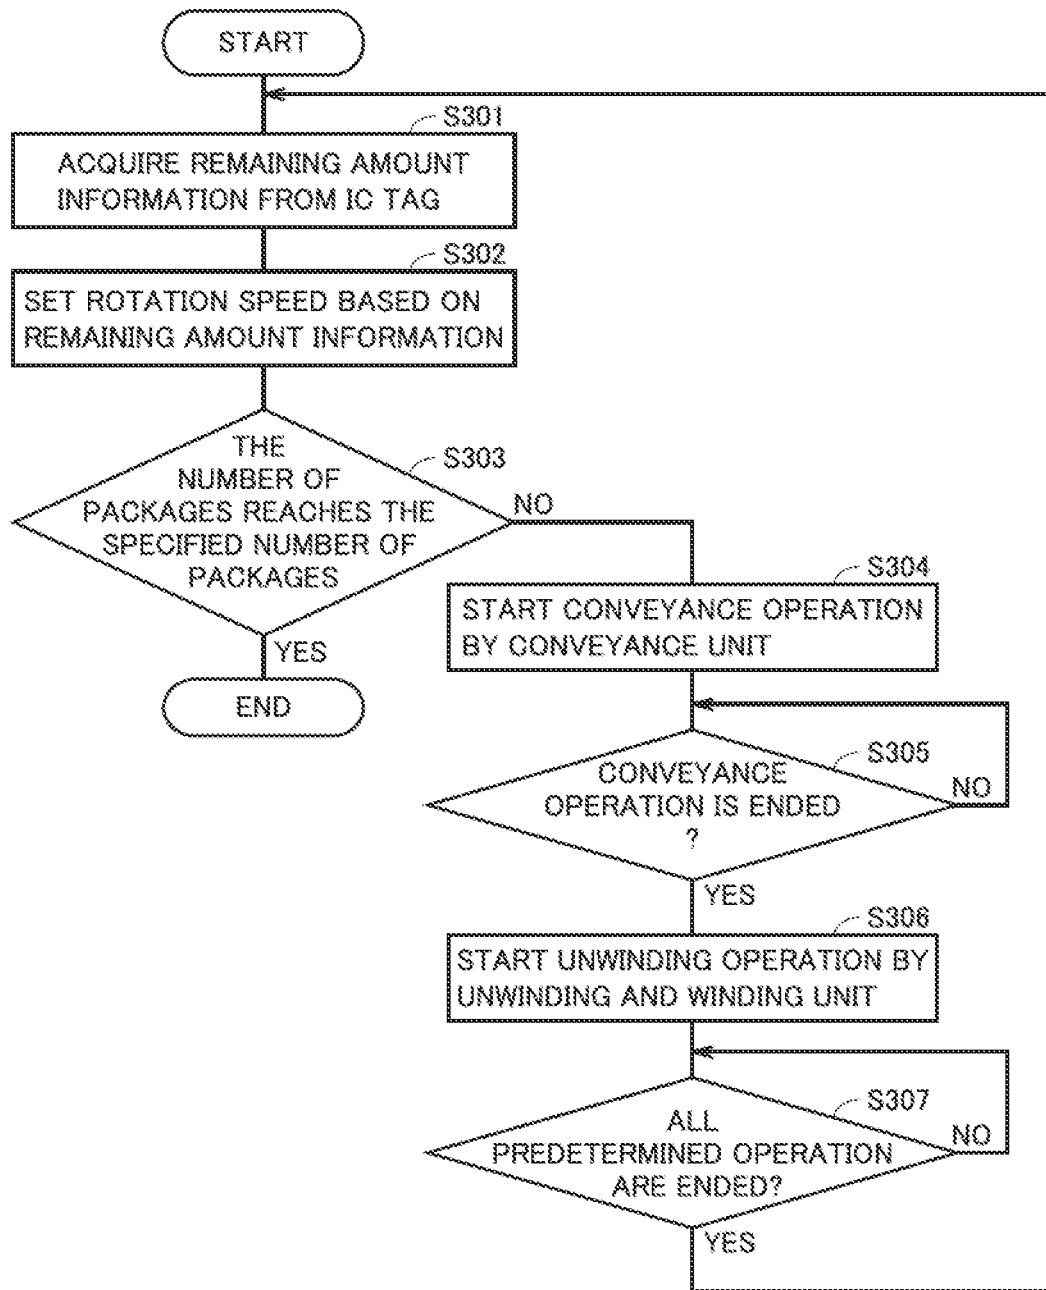 START
S301
ACQUIRE REMAINING AMOUNT
INFORMATION FROM IC TAG
S302
SET ROTATION SPEED BASED ON
REMAINING AMOUNT INFORMATION
S303
THE
NUMBER OF
PACKAGES REACHES THE
SPECIFIED NUMBER OF
PACKAGES
NO
YES
END
S304
START CONVEYANCE OPERATION
BY CONVEYANCE UNIT
S305
CONVEYANCE
OPERATION IS ENDED
?
NO
YES
S306
START UNWINDING OPERATION BY
UNWINDING AND WINDING UNIT
S307
ALL
PREDETERMINED OPERATION
ARE ENDED?
NO
YES